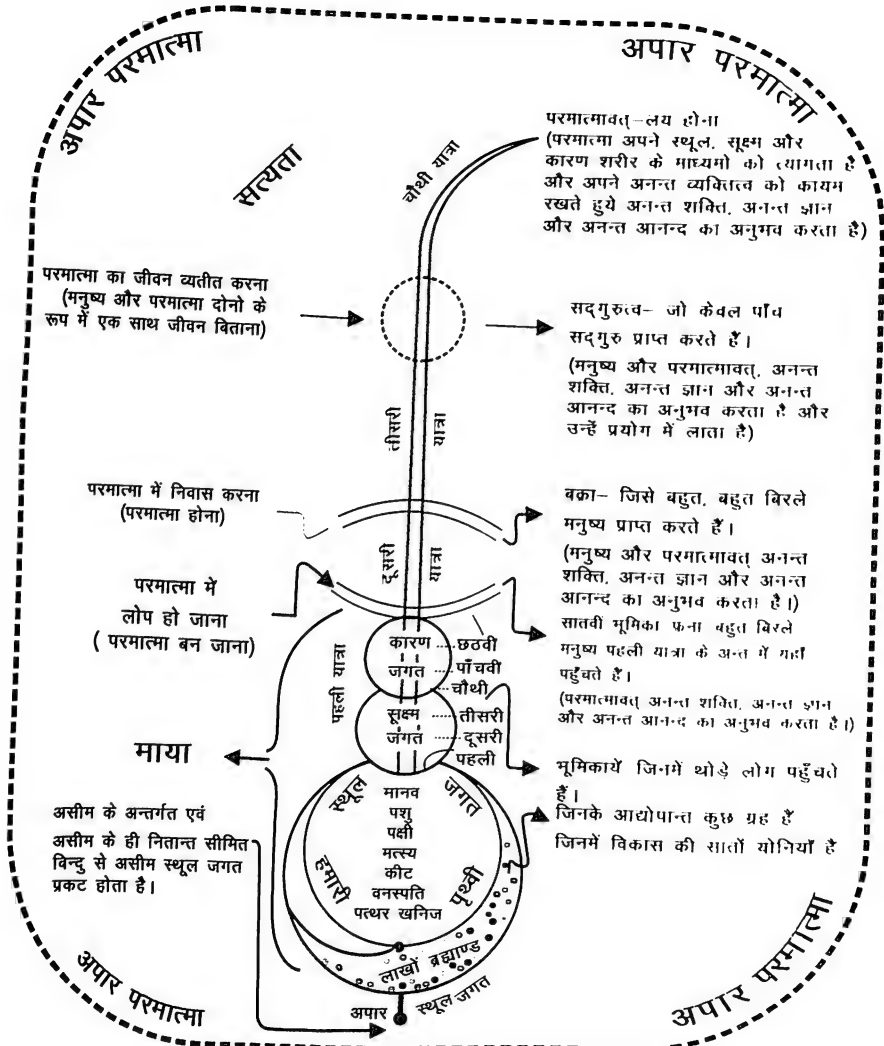 अपार परमात्मा
अपार परमात्मा
सत्यता
चौथी यात्रा
परमात्मावत्-लय होना
(परमात्मा अपने स्थूल, सूक्ष्म और
कारण शरीर के माध्यमो को त्यागता है
और अपने अनन्त व्यक्तित्व को कायम
रखते हुये अनन्त शक्ति, अनन्त ज्ञान
और अनन्त आनन्द का अनुभव करता है)
परमात्मा का जीवन व्यतीत करना
(मनुष्य और परमात्मा दोनो के
रूप में एक साथ जीवन बिताना)
सद्गुरुत्व- जो केवल पाँच
सद्गुरु प्राप्त करते हैं।
(मनुष्य और परमात्मावत्, अनन्त
शक्ति, अनन्त ज्ञान और अनन्त
आनन्द का अनुभव करता है और
उन्हें प्रयोग में लाता है)
तीसरी यात्रा
परमात्मा में निवास करना
(परमात्मा होना)
बक़ा- जिसे बहुत, बहुत बिरले
मनुष्य प्राप्त करते हैं।
(मनुष्य और परमात्मावत् अनन्त
शक्ति, अनन्त ज्ञान और अनन्त
आनन्द का अनुभव करता है।)
दूसरी यात्रा
परमात्मा में
लोप हो जाना
( परमात्मा बन जाना)
सातवीं भूमिका फ़ना बहुत बिरले
मनुष्य पहली यात्रा के अन्त में यहाँ
पहुँचते हैं।
(परमात्मावत् अनन्त शक्ति, अनन्त ज्ञान
और अनन्त आनन्द का अनुभव करता है।)
पहली यात्रा
कारण छठवी
जगत पाँचवी
चौथी
सूक्ष्म तीसरी
जगत दूसरी
पहली
माया
भूमिकायें जिनमें थोड़े लोग पहुँचते
हैं।
जिनके आद्योपान्त कुछ ग्रह हैं
जिनमें विकास की सातों योनियाँ हैं
असीम के अन्तर्गत एवं
असीम के ही नितान्त सीमित
बिन्दु से असीम स्थूल जगत
प्रकट होता है।
स्थूल जगत
मानव
पशु
पक्षी
मत्स्य
कीट
वनस्पति
पत्थर खनिज
हमारी पृथ्वी
लाखों ब्रह्माण्ड
अपार स्थूल जगत
अपार परमात्मा
अपार परमात्मा